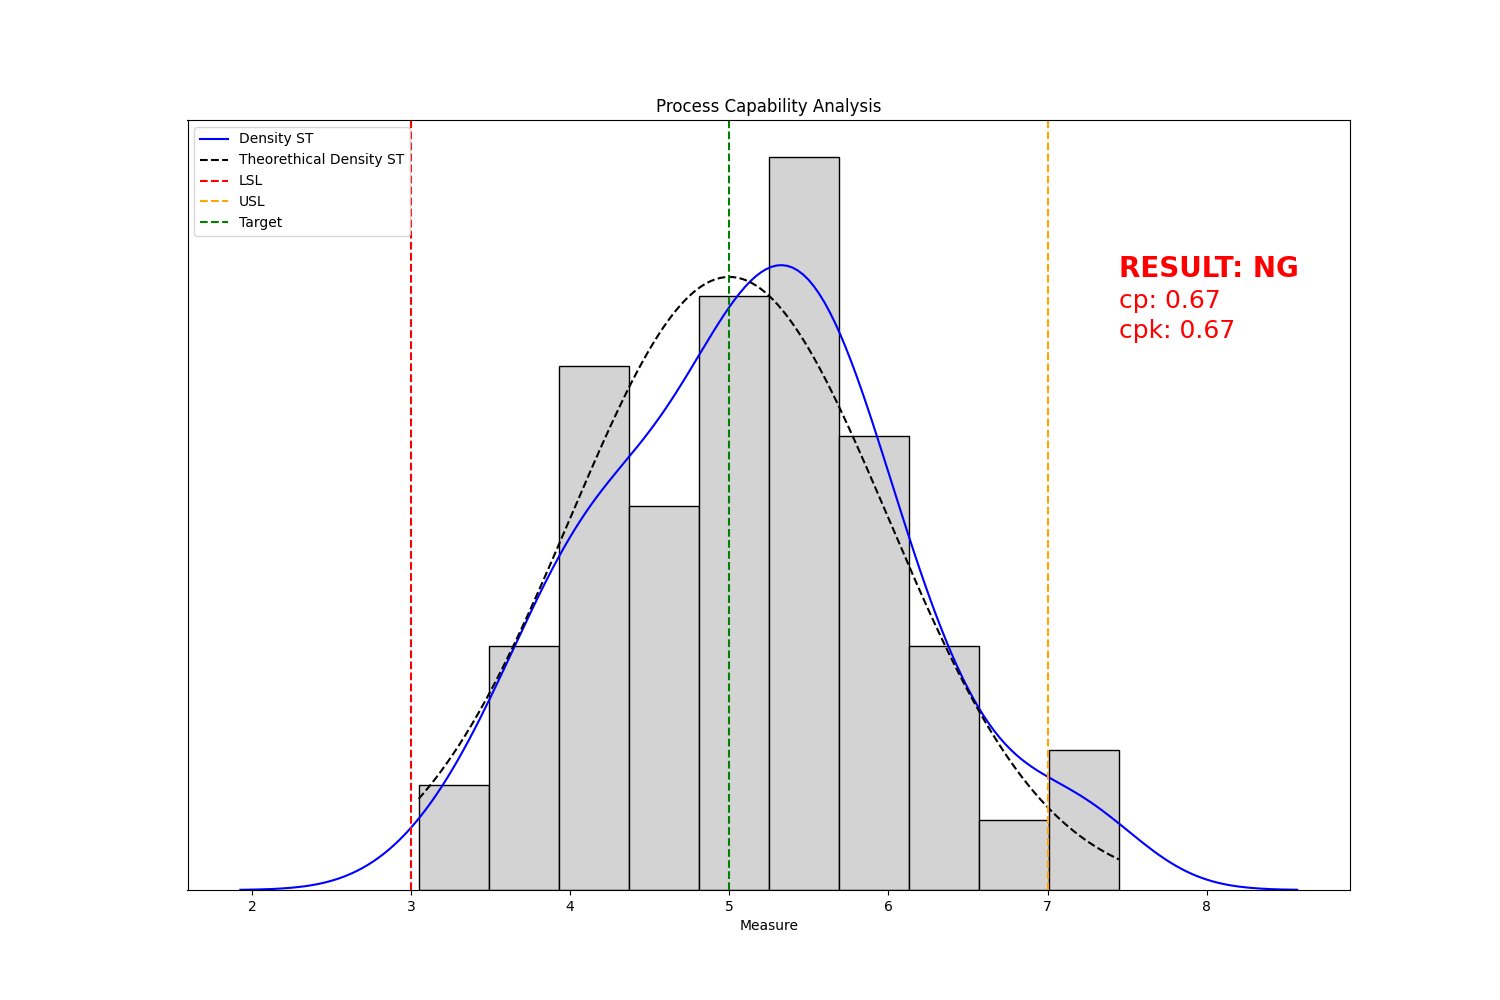 Process Capability Analysis
Density ST
Theorethical Density ST
LSL
USL
Target
RESULT: NG
cp: 0.67
cpk: 0.67
2 3 4 5 6 7 8
Measure